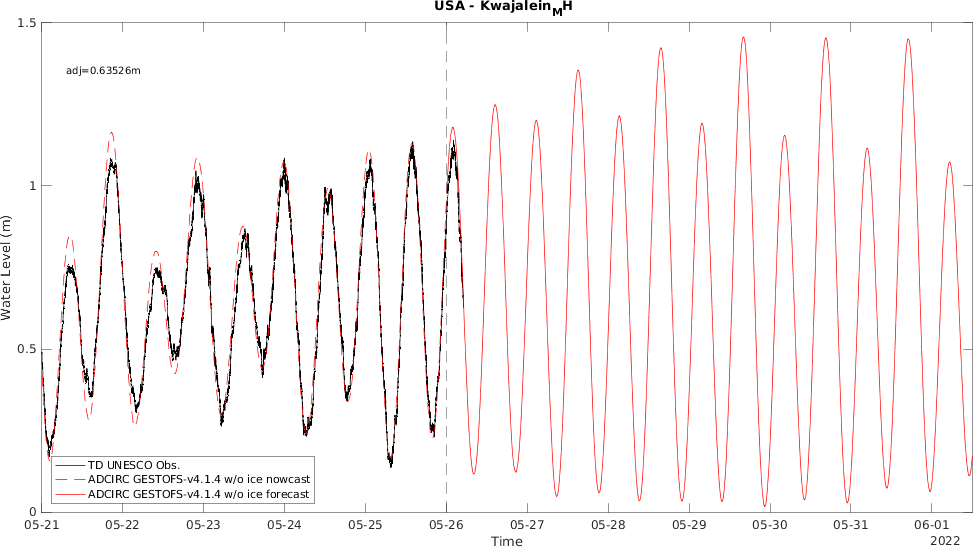 USA - Kwajalein_MH
1.5
adj=0.63526m
1
Water Level (m)
0.5
TD UNESCO Obs.
ADCIRC GESTOFS-v4.1.4 w/o ice nowcast
ADCIRC GESTOFS-v4.1.4 w/o ice forecast
0
05-21 05-22 05-23 05-24 05-25 05-26 05-27 05-28 05-29 05-30 05-31 06-01
Time
2022